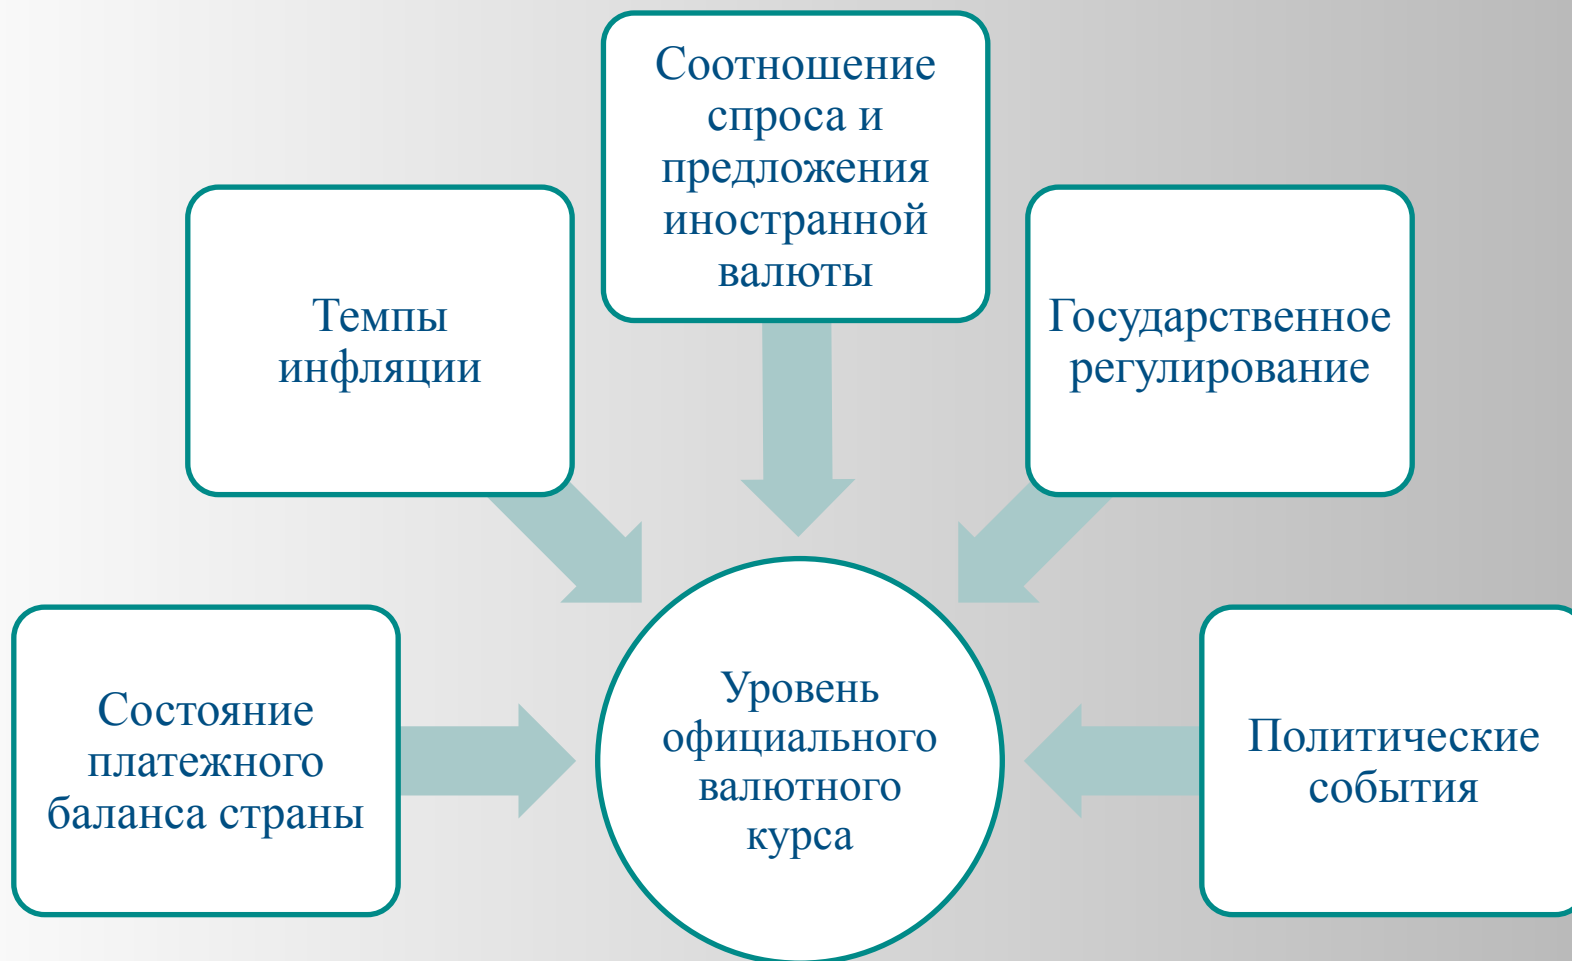 Соотношение
спроса и
предложения
иностранной
валюты
Темпы
инфляции
Государственное
регулирование
Состояние
платежного
баланса страны
Уровень
официального
валютного
курса
Политические
события